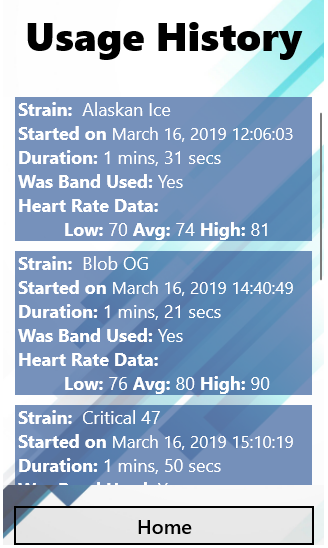 Usage History
Strain: Alaskan Ice
Started on March 16, 2019 12:06:03
Duration: 1 mins, 31 secs
Was Band Used: Yes
Heart Rate Data:
Low: 70 Avg: 74 High: 81
Strain: Blob OG
Started on March 16, 2019 14:40:49
Duration: 1 mins, 21 secs
Was Band Used: Yes
Heart Rate Data:
Low: 76 Avg: 80 High: 90
Strain: Critical 47
Started on March 16, 2019 15:10:19
Duration: 1 mins, 50 secs
Home